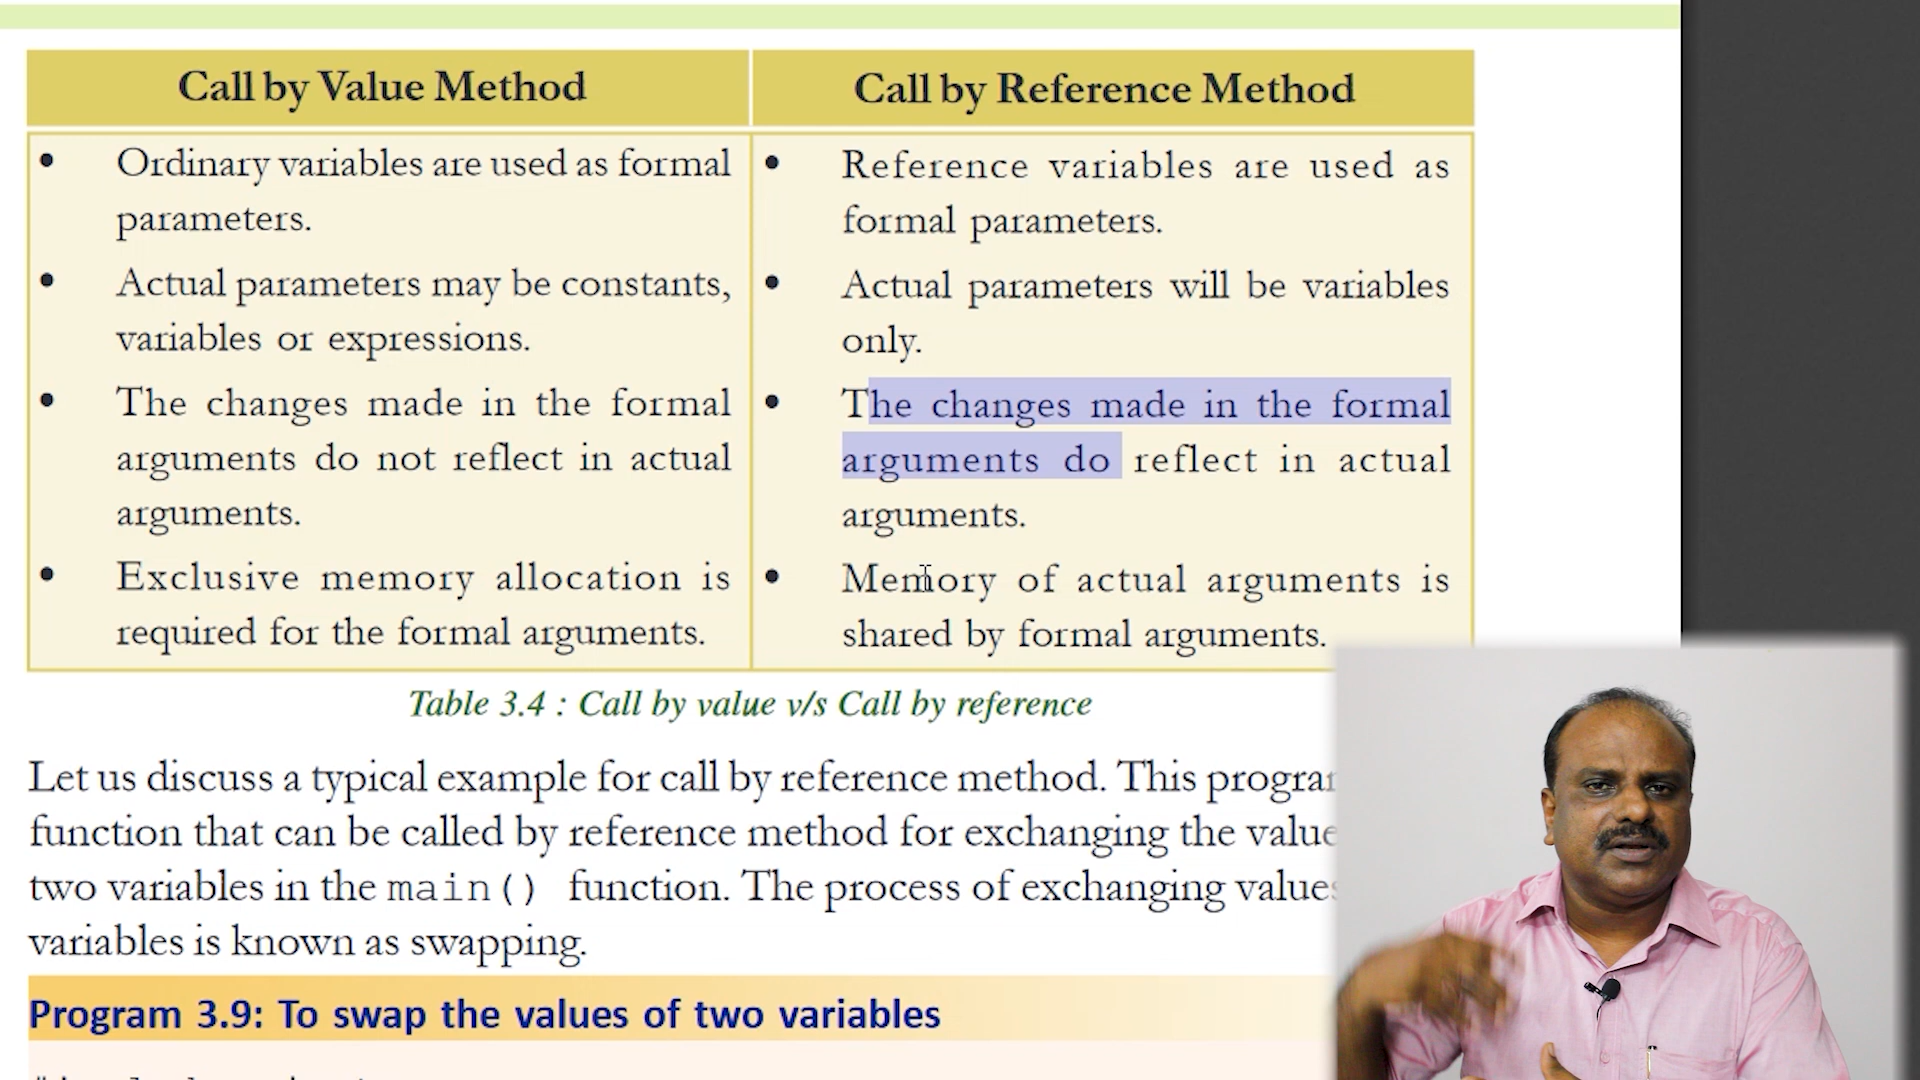 Call by Value Method
Call by Reference Method
• Ordinary variables are used as formal
parameters.
• Actual parameters may be constants,
variables or expressions.
• The changes made in the formal
arguments do not reflect in actual
arguments.
• Exclusive memory allocation is
required for the formal arguments.
• Reference variables are used as
formal parameters.
• Actual parameters will be variables
only.
• The changes made in the formal
arguments do reflect in actual
arguments.
• Memory of actual arguments is
shared by formal arguments.
Table 3.4 : Call by value v/s Call by reference
Let us discuss a typical example for call by reference method. This
function that can be called by reference method for exchanging the
two variables in the main() function. The process of exchanging
variables is known as swapping.
Program 3.9: To swap the values of two variables